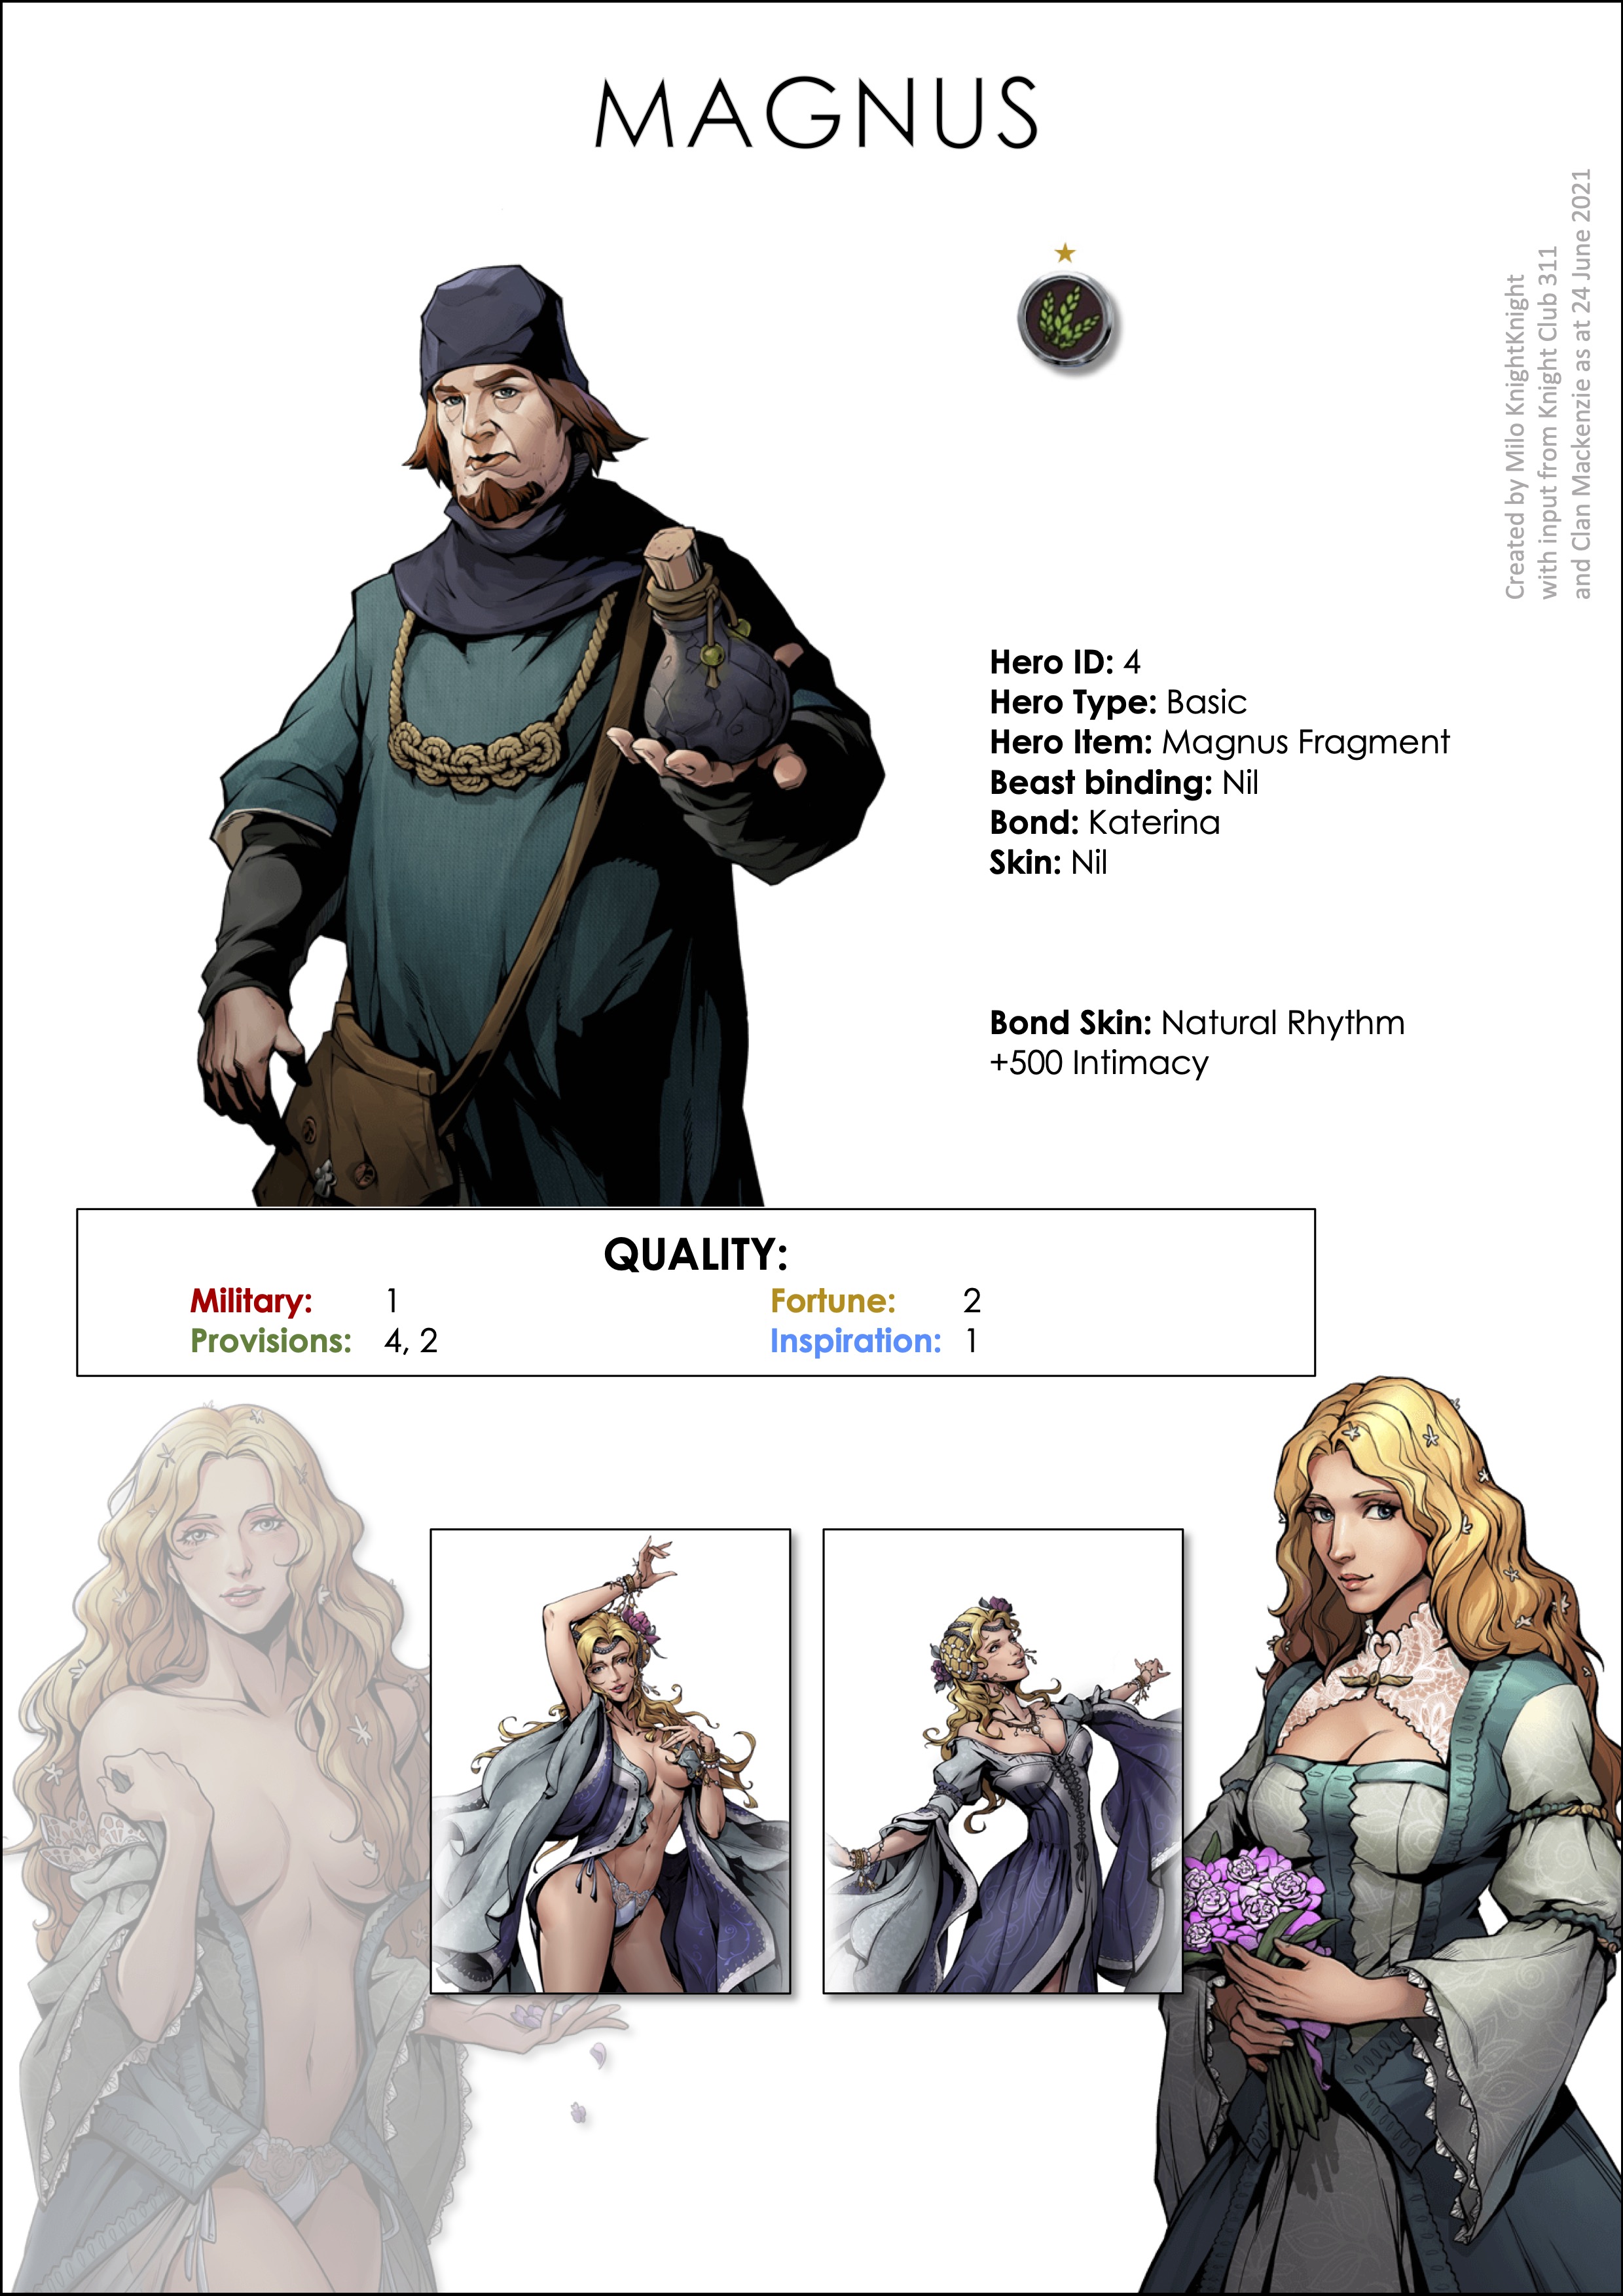 MAGNUS
Created by Milo KnightKnight
with input from Knight Club 311
and Clan Mackenzie as at 24 June 2021
Hero ID: 4
Hero Type: Basic
Hero Item: Magnus Fragment
Beast binding: Nil
Bond: Katerina
Skin: Nil
Bond Skin: Natural Rhythm
+500 Intimacy
QUALITY:
Military: 1 Fortune: 2
Provisions: 4, 2 Inspiration: 1